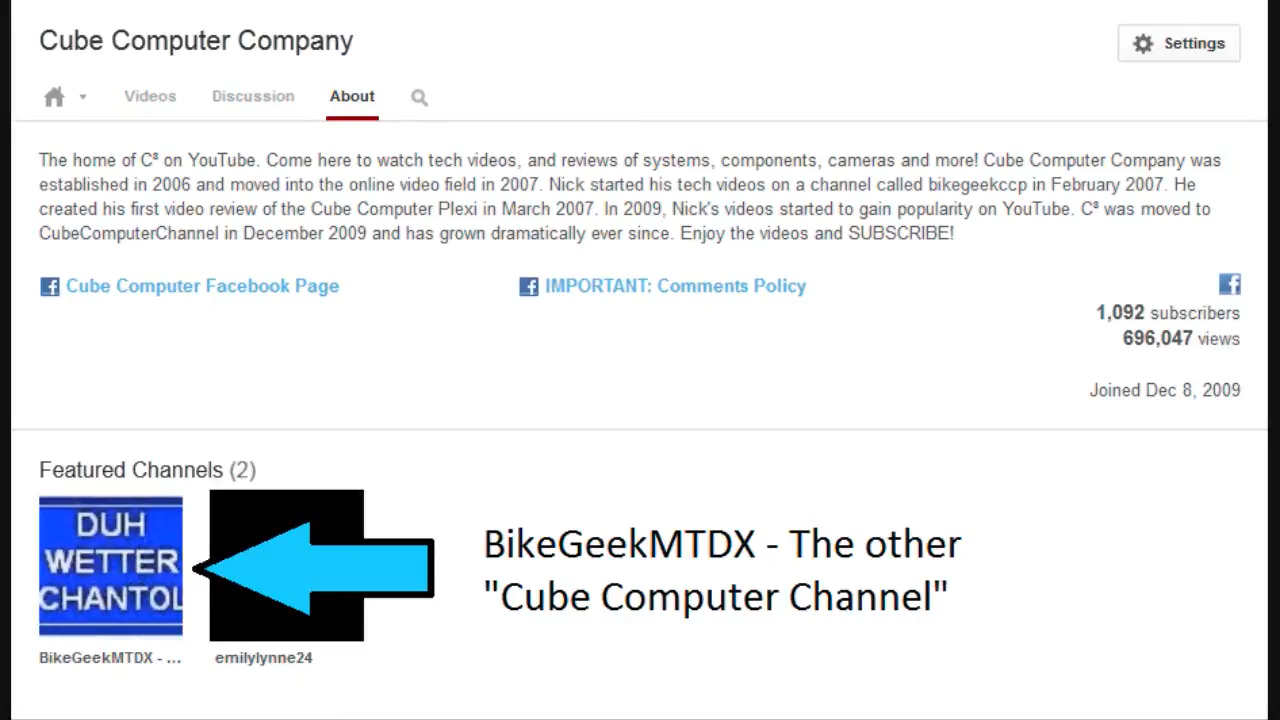 Cube Computer Company
Settings
Videos Discussion About
The home of C³ on YouTube. Come here to watch tech videos, and reviews of systems, components, cameras and more! Cube Computer Company was
established in 2006 and moved into the online video field in 2007. Nick started his tech videos on a channel called bikegeekccp in February 2007. He
created his first video review of the Cube Computer Plexi in March 2007. In 2009, Nick's videos started to gain popularity on YouTube. C³ was moved to
CubeComputerChannel in December 2009 and has grown dramatically ever since. Enjoy the videos and SUBSCRIBE!
Cube Computer Facebook Page
IMPORTANT: Comments Policy
1,092 subscribers
696,047 views
Joined Dec 8, 2009
Featured Channels (2)
DUH
WETTER
CHANTOL
BikeGeekMTDX - ...
emilylynne24
BikeGeekMTDX - The other
"Cube Computer Channel"